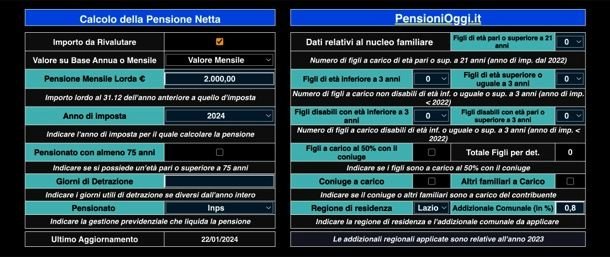 Calcolo della Pensione Netta
Importo da Rivalutare
Valore su Base Annua o Mensile
Valore Mensile
Pensione Mensile Lorda €
2.000,00
Importo lordo al 31.12 dell'anno anteriore a quello d'imposta
Anno di imposta
2024
Indicare l'anno di imposta per il quale calcolare la pensione
Pensionato con almeno 75 anni
Indicare se si possiede un'età pari o superiore a 75 anni
Giorni di Detrazione
Indicare i giorni utili di detrazione se diversi dall'anno intero
Pensionato
Inps
Indicare la gestione previdenziale che liquida la pensione
Ultimo Aggiornamento
22/01/2024
PensioniOggi.it
Dati relativi al nucleo familiare
Figli di età pari o superiore a 21
anni
0
Numero di figli a carico di età pari o sup. a 21 anni (anno di imp. dal 2022)
Figli di età inferiore a 3 anni
0
Figli di età superiore o
uguale a 3 anni
0
Numero di figli a carico non disabili di età inf. o uguale o sup. a 3 anni (anno di imp.
< 2022)
Figli disabili con età inferiore a 3
anni
0
Figli disabili con età pari o
superiore a 3 anni
0
Numero di figli a carico disabili di età inf. o uguale o sup. a 3 anni (anno di imp. <
2022)
Figli a carico al 50% con il
coniuge
Totale Figli per det.
0
Indicare se i figli sono a carico al 50% con il coniuge
Coniuge a carico
Altri familiari a Carico
Indicare se il coniuge o altri familiari sono a carico del contribuente
Regione di residenza
Lazio
Addizionale Comunale (in %)
0,8
Indicare la regione di residenza e l'addizionale comunale da applicare
Le addizionali regionali applicate sono relative all'anno 2023